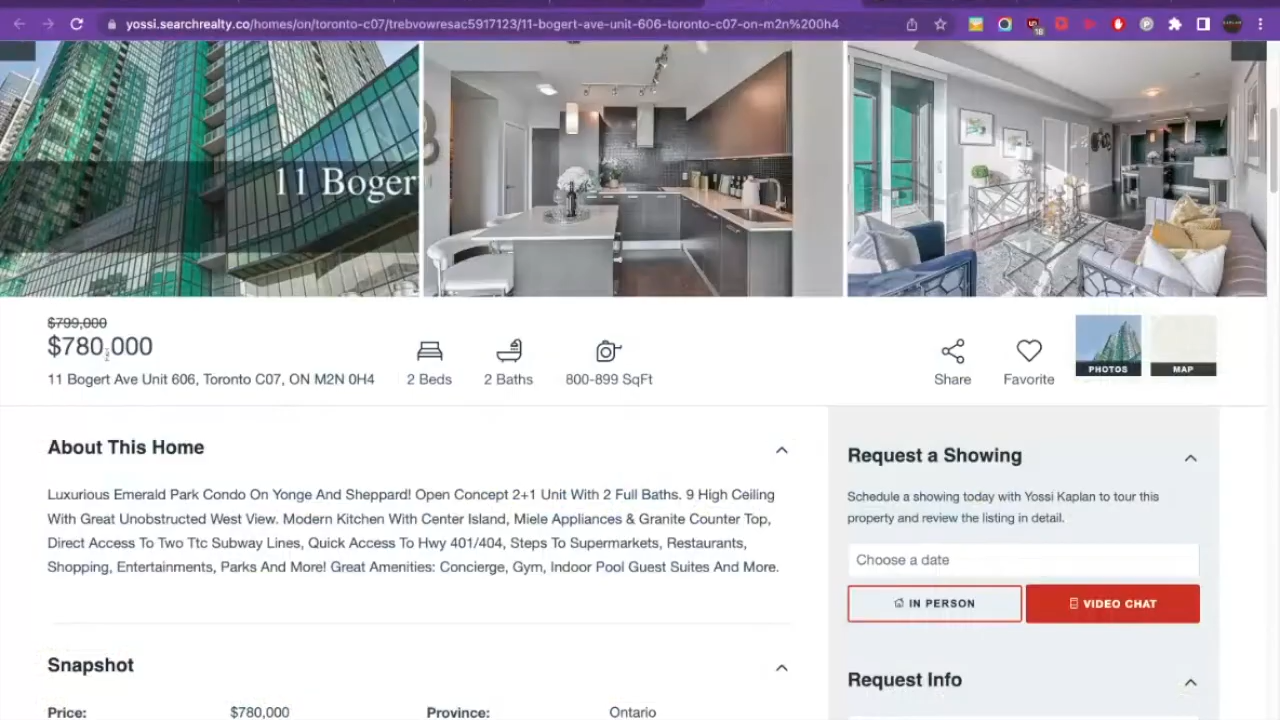 yossi.searchrealty.co/homes/on/toronto-c07/trebvowresac5917123/11-bogert-ave-unit-606-toronto-c07-on-m2n%200h4
18
11 Boger
$799,000
$780,000
11 Bogert Ave Unit 606, Toronto C07, ON M2N 0H4
2 Beds
2 Baths
800-899 SqFt
Share
Favorite
PHOTOS
MAP
About This Home
Luxurious Emerald Park Condo On Yonge And Sheppard! Open Concept 2+1 Unit With 2 Full Baths. 9 High Ceiling
With Great Unobstructed West View. Modern Kitchen With Center Island, Miele Appliances & Granite Counter Top,
Direct Access To Two Ttc Subway Lines, Quick Access To Hwy 401/404, Steps To Supermarkets, Restaurants,
Shopping, Entertainments, Parks And More! Great Amenities: Concierge, Gym, Indoor Pool Guest Suites And More.
Request a Showing
Schedule a showing today with Yossi Kaplan to tour this
property and review the listing in detail.
Choose a date
IN PERSON
VIDEO CHAT
Snapshot
Request Info
Price:
$780,000
Province:
Ontario